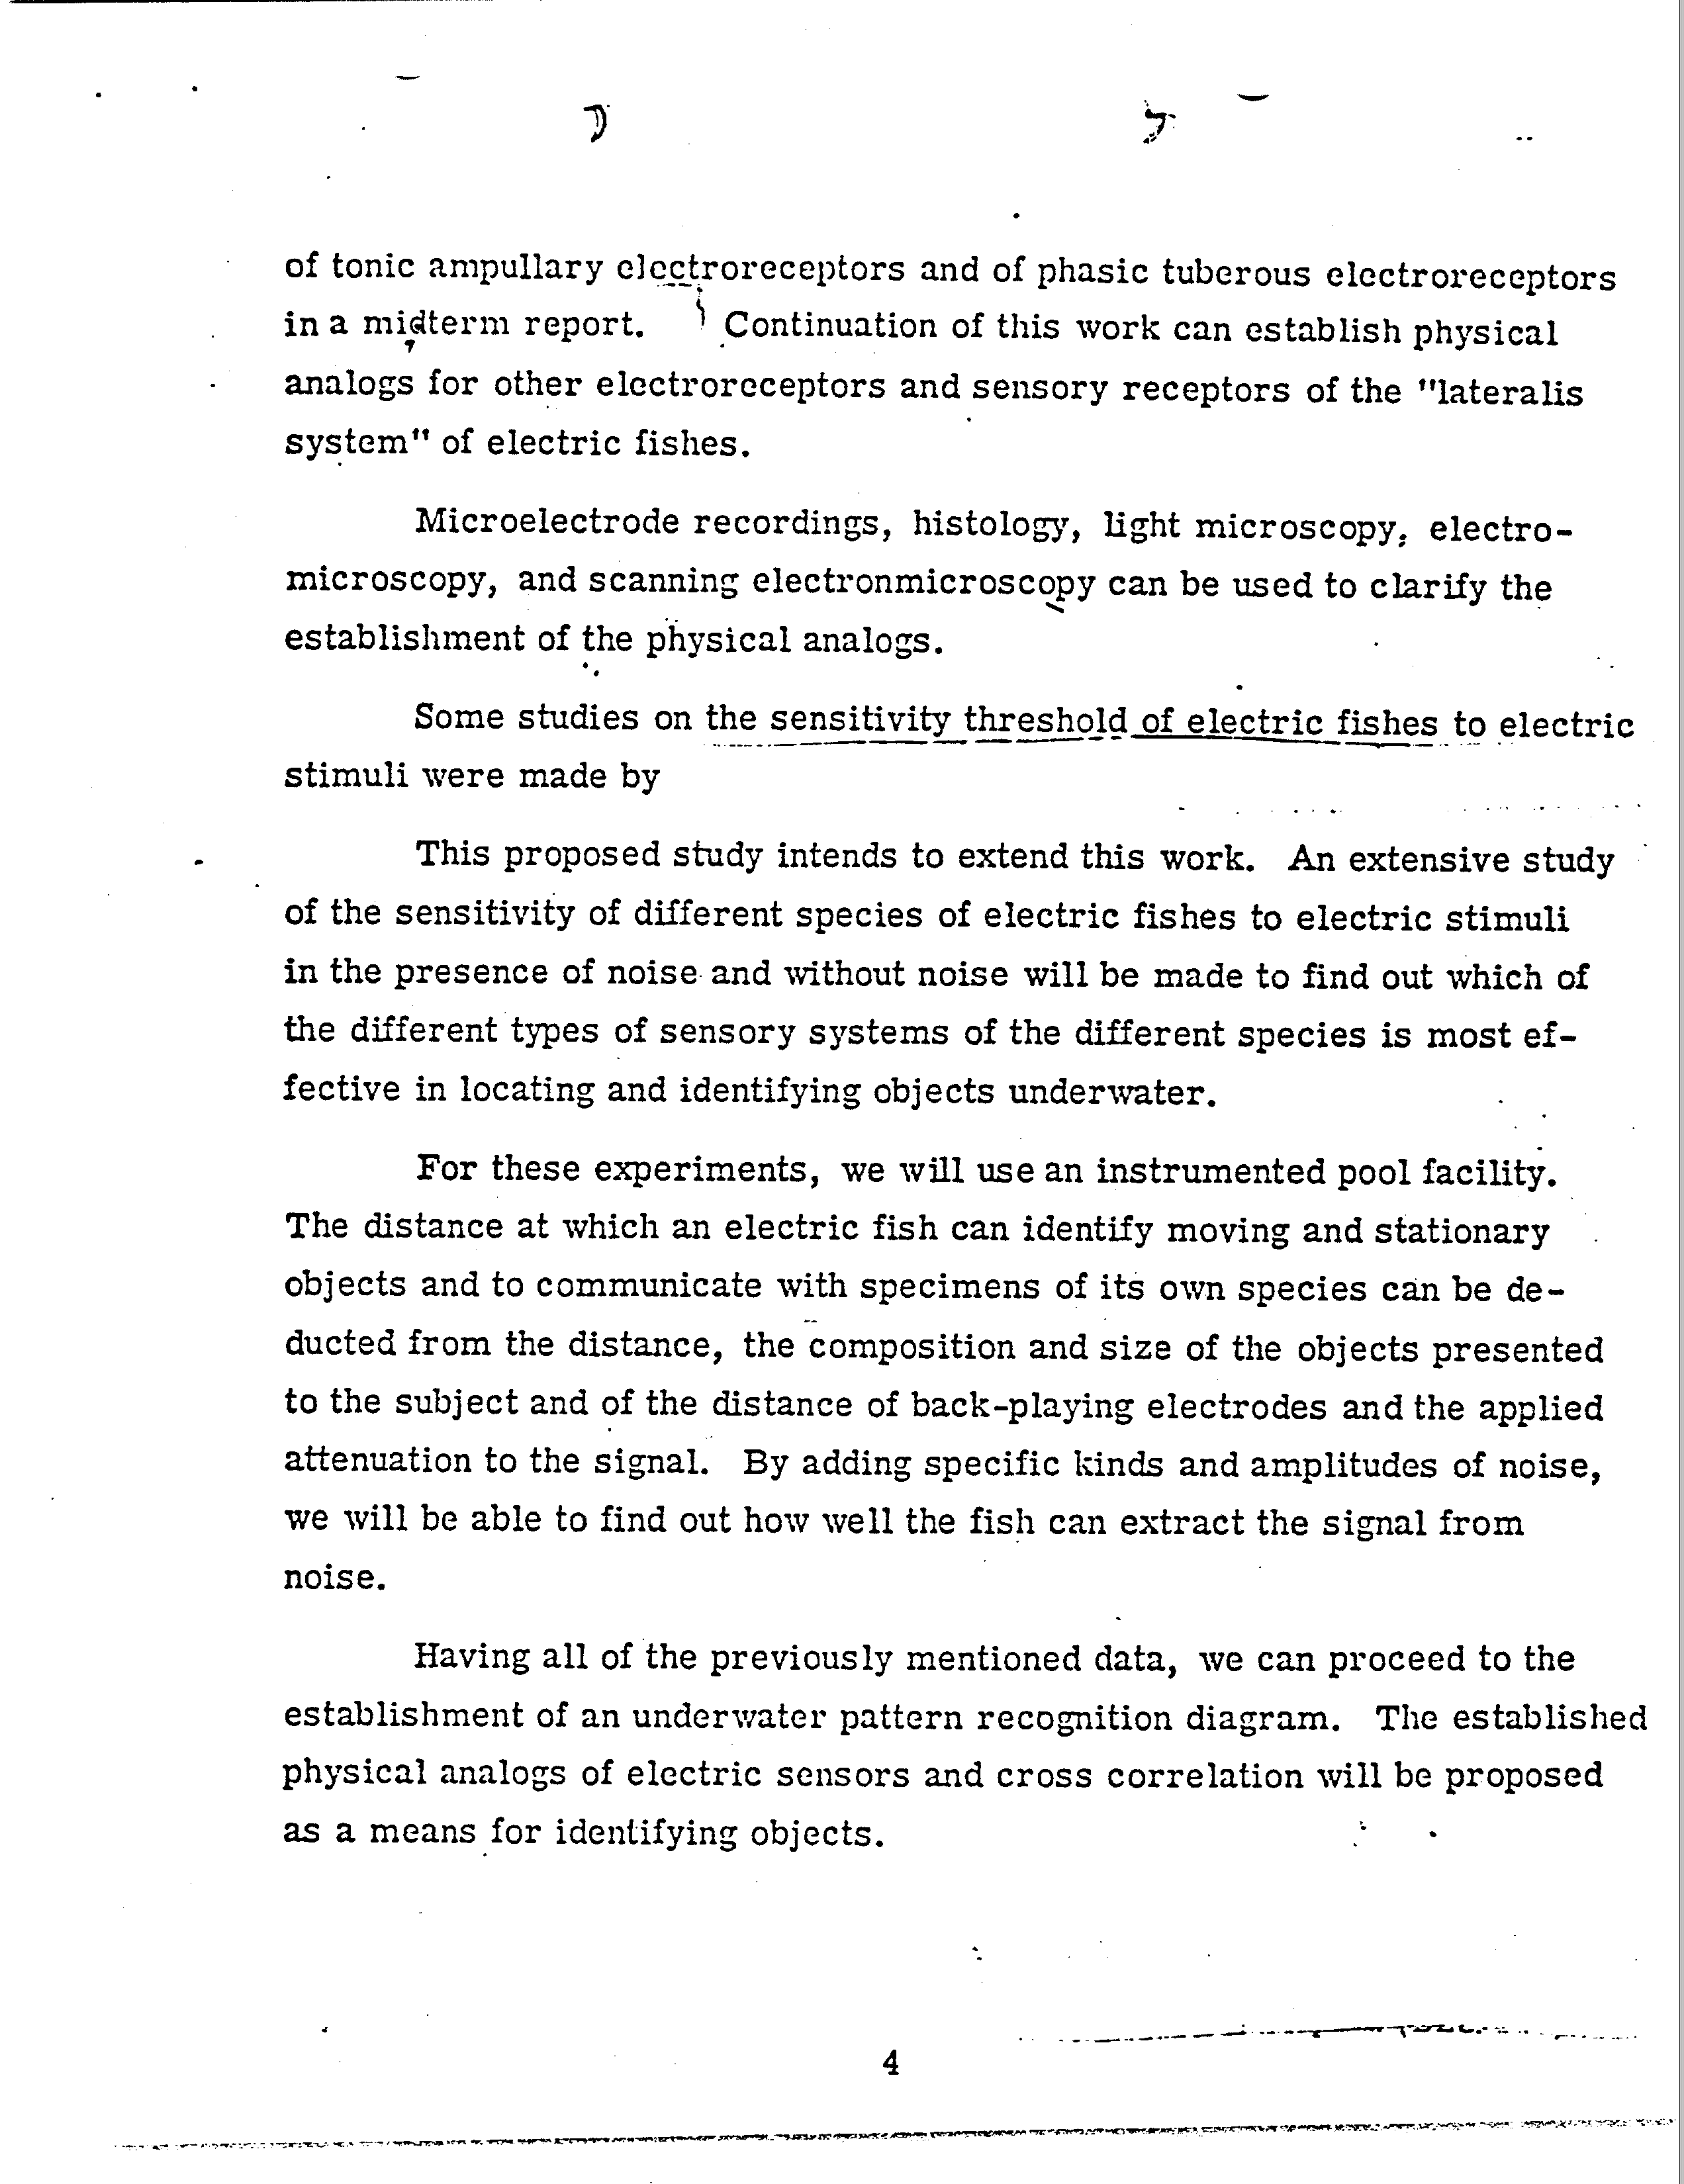 of tonic ampullary electroreceptors and of phasic tuberous electroreceptors
in a midterm report. Continuation of this work can establish physical
analogs for other electroreceptors and sensory receptors of the "lateralis
system" of electric fishes.
Microelectrode recordings, histology, light microscopy, electro-
microscopy, and scanning electronmicroscopy can be used to clarify the
establishment of the physical analogs.
Some studies on the sensitivity threshold of electric fishes to electric
stimuli were made by
This proposed study intends to extend this work. An extensive study
of the sensitivity of different species of electric fishes to electric stimuli
in the presence of noise and without noise will be made to find out which of
the different types of sensory systems of the different species is most ef-
fective in locating and identifying objects underwater.
For these experiments, we will use an instrumented pool facility.
The distance at which an electric fish can identify moving and stationary
objects and to communicate with specimens of its own species can be de-
ducted from the distance, the composition and size of the objects presented
to the subject and of the distance of back-playing electrodes and the applied
attenuation to the signal. By adding specific kinds and amplitudes of noise,
we will be able to find out how well the fish can extract the signal from
noise.
Having all of the previously mentioned data, we can proceed to the
establishment of an underwater pattern recognition diagram. The established
physical analogs of electric sensors and cross correlation will be proposed
as a means for identifying objects.
4